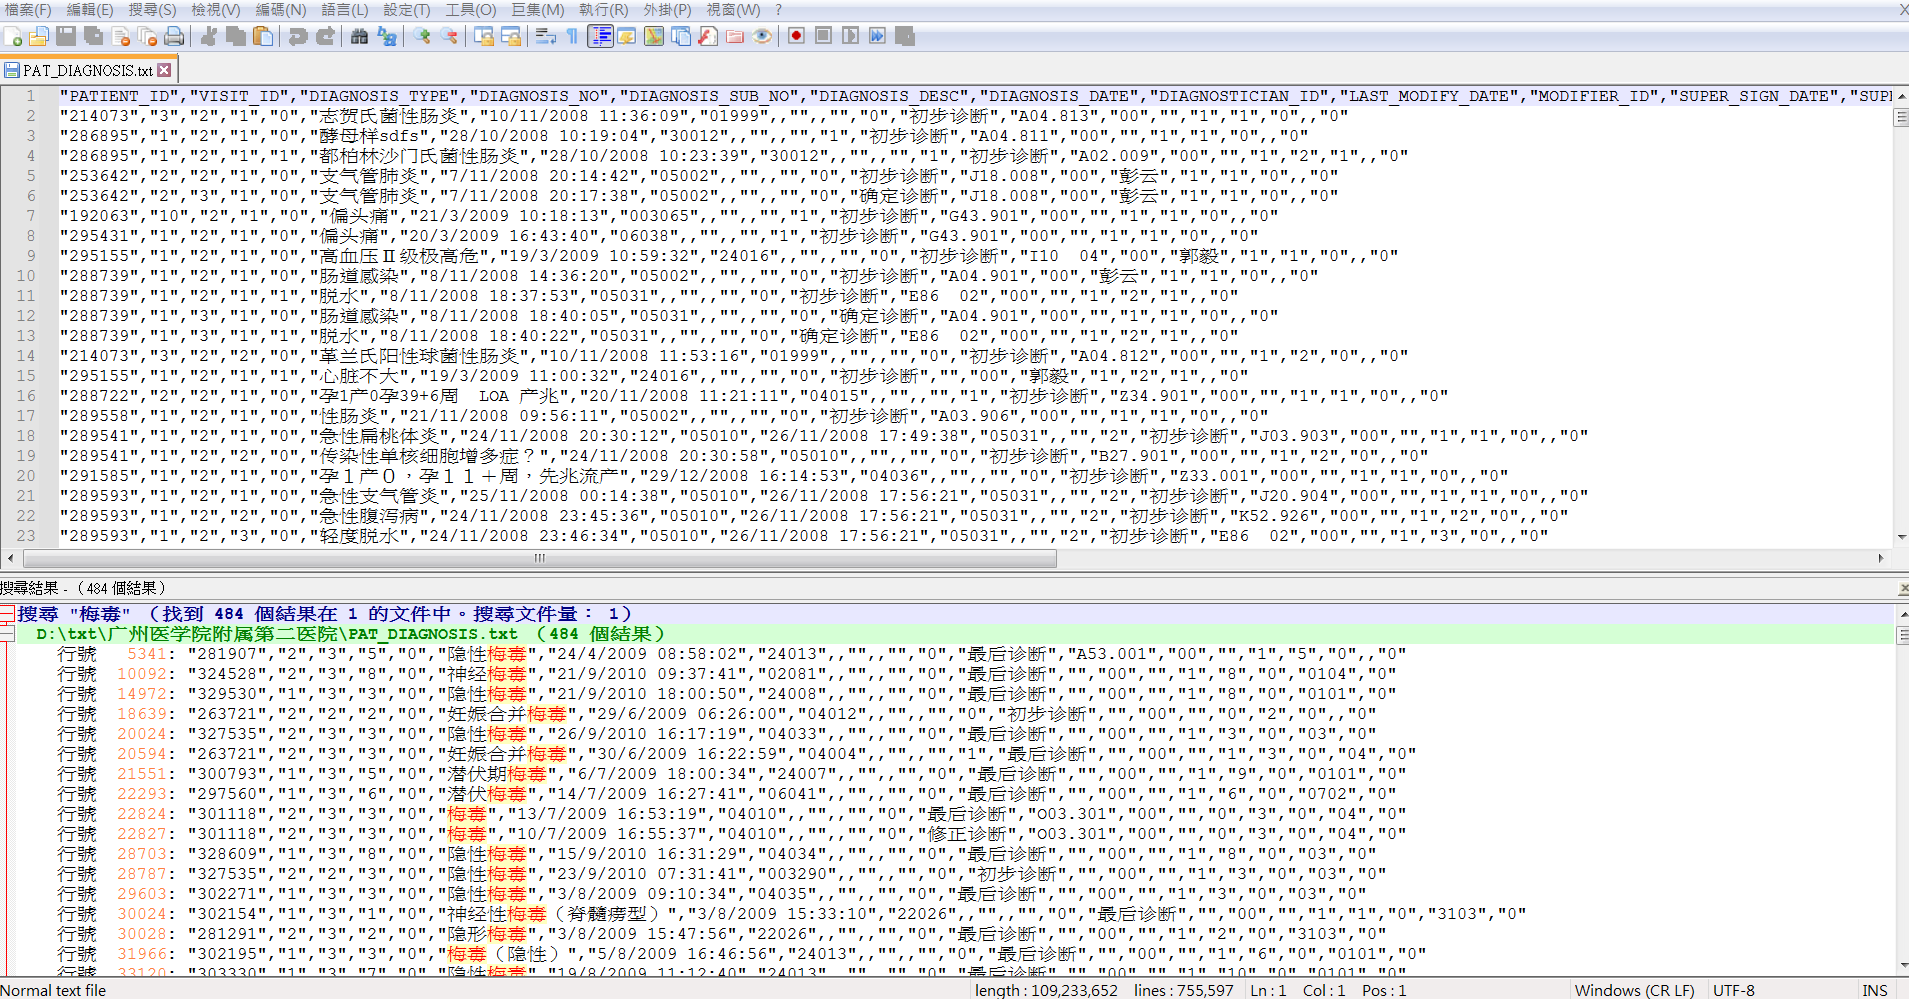 檔案(F) 編輯(E) 搜尋(S) 檢視(V) 編碼(N) 語言(L) 設定(T) 工具(O) 巨集(M) 執行(R) 外掛(P) 視窗(W) ? X
PAT_DIAGNOSIS.txt
1 "PATIENT_ID","VISIT_ID","DIAGNOSIS_TYPE","DIAGNOSIS_NO","DIAGNOSIS_SUB_NO","DIAGNOSIS_DESC","DIAGNOSIS_DATE","DIAGNOSTICIAN_ID","LAST_MODIFY_DATE","MODIFIER_ID","SUPER_SIGN_DATE","SUPE
2 "214073","3","2","1","0","志贺氏菌性肠炎","10/11/2008 11:36:09","01999",,"",,"","0","初步诊断","A04.813","00","","1","1","0",,"0"
3 "286895","1","2","1","0","酵母样sdfs","28/10/2008 10:19:04","30012",,"",,"","1","初步诊断","A04.811","00","","1","1","0",,"0"
4 "286895","1","2","1","1","都柏林沙门氏菌性肠炎","28/10/2008 10:23:39","30012",,"",,"","1","初步诊断","A02.009","00","","1","2","1",,"0"
5 "253642","2","2","1","0","支气管肺炎","7/11/2008 20:14:42","05002",,"",,"","0","初步诊断","J18.008","00","彭云","1","1","0",,"0"
6 "253642","2","3","1","0","支气管肺炎","7/11/2008 20:17:38","05002",,"",,"","0","确定诊断","J18.008","00","彭云","1","1","0",,"0"
7 "192063","10","2","1","0","偏头痛","21/3/2009 10:18:13","003065",,"",,"","1","初步诊断","G43.901","00","","1","1","0",,"0"
8 "295431","1","2","1","0","偏头痛","20/3/2009 16:43:40","06038",,"",,"","1","初步诊断","G43.901","00","","1","1","0",,"0"
9 "295155","1","2","1","0","高血压Ⅱ级极高危","19/3/2009 10:59:32","24016",,"",,"","0","初步诊断","I10  04","00","郭毅","1","1","0",,"0"
10 "288739","1","2","1","0","肠道感染","8/11/2008 14:36:20","05002",,"",,"","0","初步诊断","A04.901","00","彭云","1","1","0",,"0"
11 "288739","1","2","1","1","脱水","8/11/2008 18:37:53","05031",,"",,"","0","初步诊断","E86  02","00","","1","2","1",,"0"
12 "288739","1","3","1","0","肠道感染","8/11/2008 18:40:05","05031",,"",,"","0","确定诊断","A04.901","00","","1","1","0",,"0"
13 "288739","1","3","1","1","脱水","8/11/2008 18:40:22","05031",,"",,"","0","确定诊断","E86  02","00","","1","2","1",,"0"
14 "214073","3","2","2","0","革兰氏阳性球菌性肠炎","10/11/2008 11:53:16","01999",,"",,"","0","初步诊断","A04.812","00","","1","2","0",,"0"
15 "295155","1","2","1","1","心脏不大","19/3/2009 11:00:32","24016",,"",,"","0","初步诊断","","00","郭毅","1","2","1",,"0"
16 "288722","2","2","1","0","孕1产0孕39+6周  LOA 产兆","20/11/2008 11:21:11","04015",,"",,"","1","初步诊断","Z34.901","00","","1","1","0",,"0"
17 "289558","1","2","1","0","性肠炎","21/11/2008 09:56:11","05002",,"",,"","0","初步诊断","A03.906","00","","1","1","0",,"0"
18 "289541","1","2","1","0","急性扁桃体炎","24/11/2008 20:30:12","05010","26/11/2008 17:49:38","05031",,"","2","初步诊断","J03.903","00","","1","1","0",,"0"
19 "289541","1","2","2","0","传染性单核细胞增多症？","24/11/2008 20:30:58","05010",,"",,"","0","初步诊断","B27.901","00","","1","2","0",,"0"
20 "291585","1","2","1","0","孕１产０，孕１１＋周，先兆流产","29/12/2008 16:14:53","04036",,"",,"","0","初步诊断","Z33.001","00","","1","1","0",,"0"
21 "289593","1","2","1","0","急性支气管炎","25/11/2008 00:14:38","05010","26/11/2008 17:56:21","05031",,"","2","初步诊断","J20.904","00","","1","1","0",,"0"
22 "289593","1","2","2","0","急性腹泻病","24/11/2008 23:45:36","05010","26/11/2008 17:56:21","05031",,"","2","初步诊断","K52.926","00","","1","2","0",,"0"
23 "289593","1","2","3","0","轻度脱水","24/11/2008 23:46:34","05010","26/11/2008 17:56:21","05031",,"","2","初步诊断","E86  02","00","","1","3","0",,"0"
搜尋結果 - （484 個結果）
搜尋 "梅毒" （找到 484 個結果在 1 的文件中。搜尋文件量： 1）
D:\txt\广州医学院附属第二医院\PAT_DIAGNOSIS.txt （484 個結果）
行號 5341: "281907","2","3","5","0","隐性梅毒","24/4/2009 08:58:02","24013",,"",,"","0","最后诊断","A53.001","00","","1","5","0",,"0"
行號 10092: "324528","2","3","8","0","神经梅毒","21/9/2010 09:37:41","02081",,"",,"","0","最后诊断","","00","","1","8","0","0104","0"
行號 14972: "329530","1","3","3","0","隐性梅毒","21/9/2010 18:00:50","24008",,"",,"","0","最后诊断","","00","","1","8","0","0101","0"
行號 18639: "263721","2","2","2","0","妊娠合并梅毒","29/6/2009 06:26:00","04012",,"",,"","0","初步诊断","","00","","0","2","0",,"0"
行號 20024: "327535","2","3","3","0","隐性梅毒","26/9/2010 16:17:19","04033",,"",,"","0","最后诊断","","00","","1","3","0","03","0"
行號 20594: "263721","2","3","3","0","妊娠合并梅毒","30/6/2009 16:22:59","04004",,"",,"","1","最后诊断","","00","","1","3","0","04","0"
行號 21551: "300793","1","3","5","0","潜伏期梅毒","6/7/2009 18:00:34","24007",,"",,"","0","最后诊断","","00","","1","9","0","0101","0"
行號 22293: "297560","1","3","6","0","潜伏梅毒","14/7/2009 16:27:41","06041",,"",,"","0","最后诊断","","00","","1","6","0","0702","0"
行號 22824: "301118","2","3","3","0","梅毒","13/7/2009 16:53:19","04010",,"",,"","0","最后诊断","O03.301","00","","0","3","0","04","0"
行號 22827: "301118","2","3","3","0","梅毒","10/7/2009 16:55:37","04010",,"",,"","0","修正诊断","O03.301","00","","0","3","0","04","0"
行號 28703: "328609","1","3","8","0","隐性梅毒","15/9/2010 16:31:29","04034",,"",,"","0","最后诊断","","00","","1","8","0","03","0"
行號 28787: "327535","2","2","3","0","隐性梅毒","23/9/2010 07:31:41","003290",,"",,"","0","初步诊断","","00","","1","3","0","03","0"
行號 29603: "302271","1","3","3","0","隐性梅毒","3/8/2009 09:10:34","04035",,"",,"","0","最后诊断","","00","","1","3","0","03","0"
行號 30024: "302154","1","3","1","0","神经性梅毒（脊髓痨型）","3/8/2009 15:33:10","22026",,"",,"","0","最后诊断","","00","","1","1","0","3103","0"
行號 30028: "281291","2","3","2","0","隐形梅毒","3/8/2009 15:47:56","22026",,"",,"","0","最后诊断","","00","","1","2","0","3103","0"
行號 31966: "302195","1","3","3","0","梅毒（隐性）","5/8/2009 16:46:56","24013",,"",,"","0","最后诊断","","00","","1","6","0","0101","0"
行號 33120: "303330","1","3","7","0","隐性梅毒","19/8/2009 11:12:40","24013",,"",,"","0","最后诊断","","00","","1","10","0","0101","0"
Normal text file length : 109,233,652 lines : 755,597 Ln : 1 Col : 1 Pos : 1 Windows (CR LF) UTF-8 INS